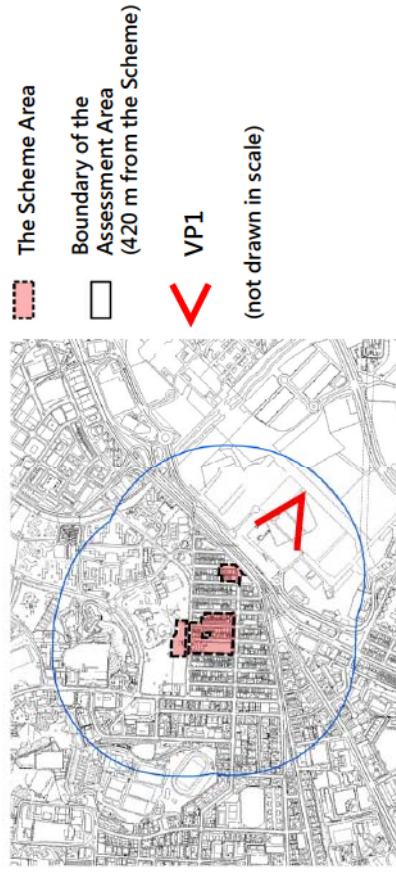 The Scheme Area
Boundary of the
Assessment Area
(420 m from the Scheme)
VP1
(not drawn in scale)